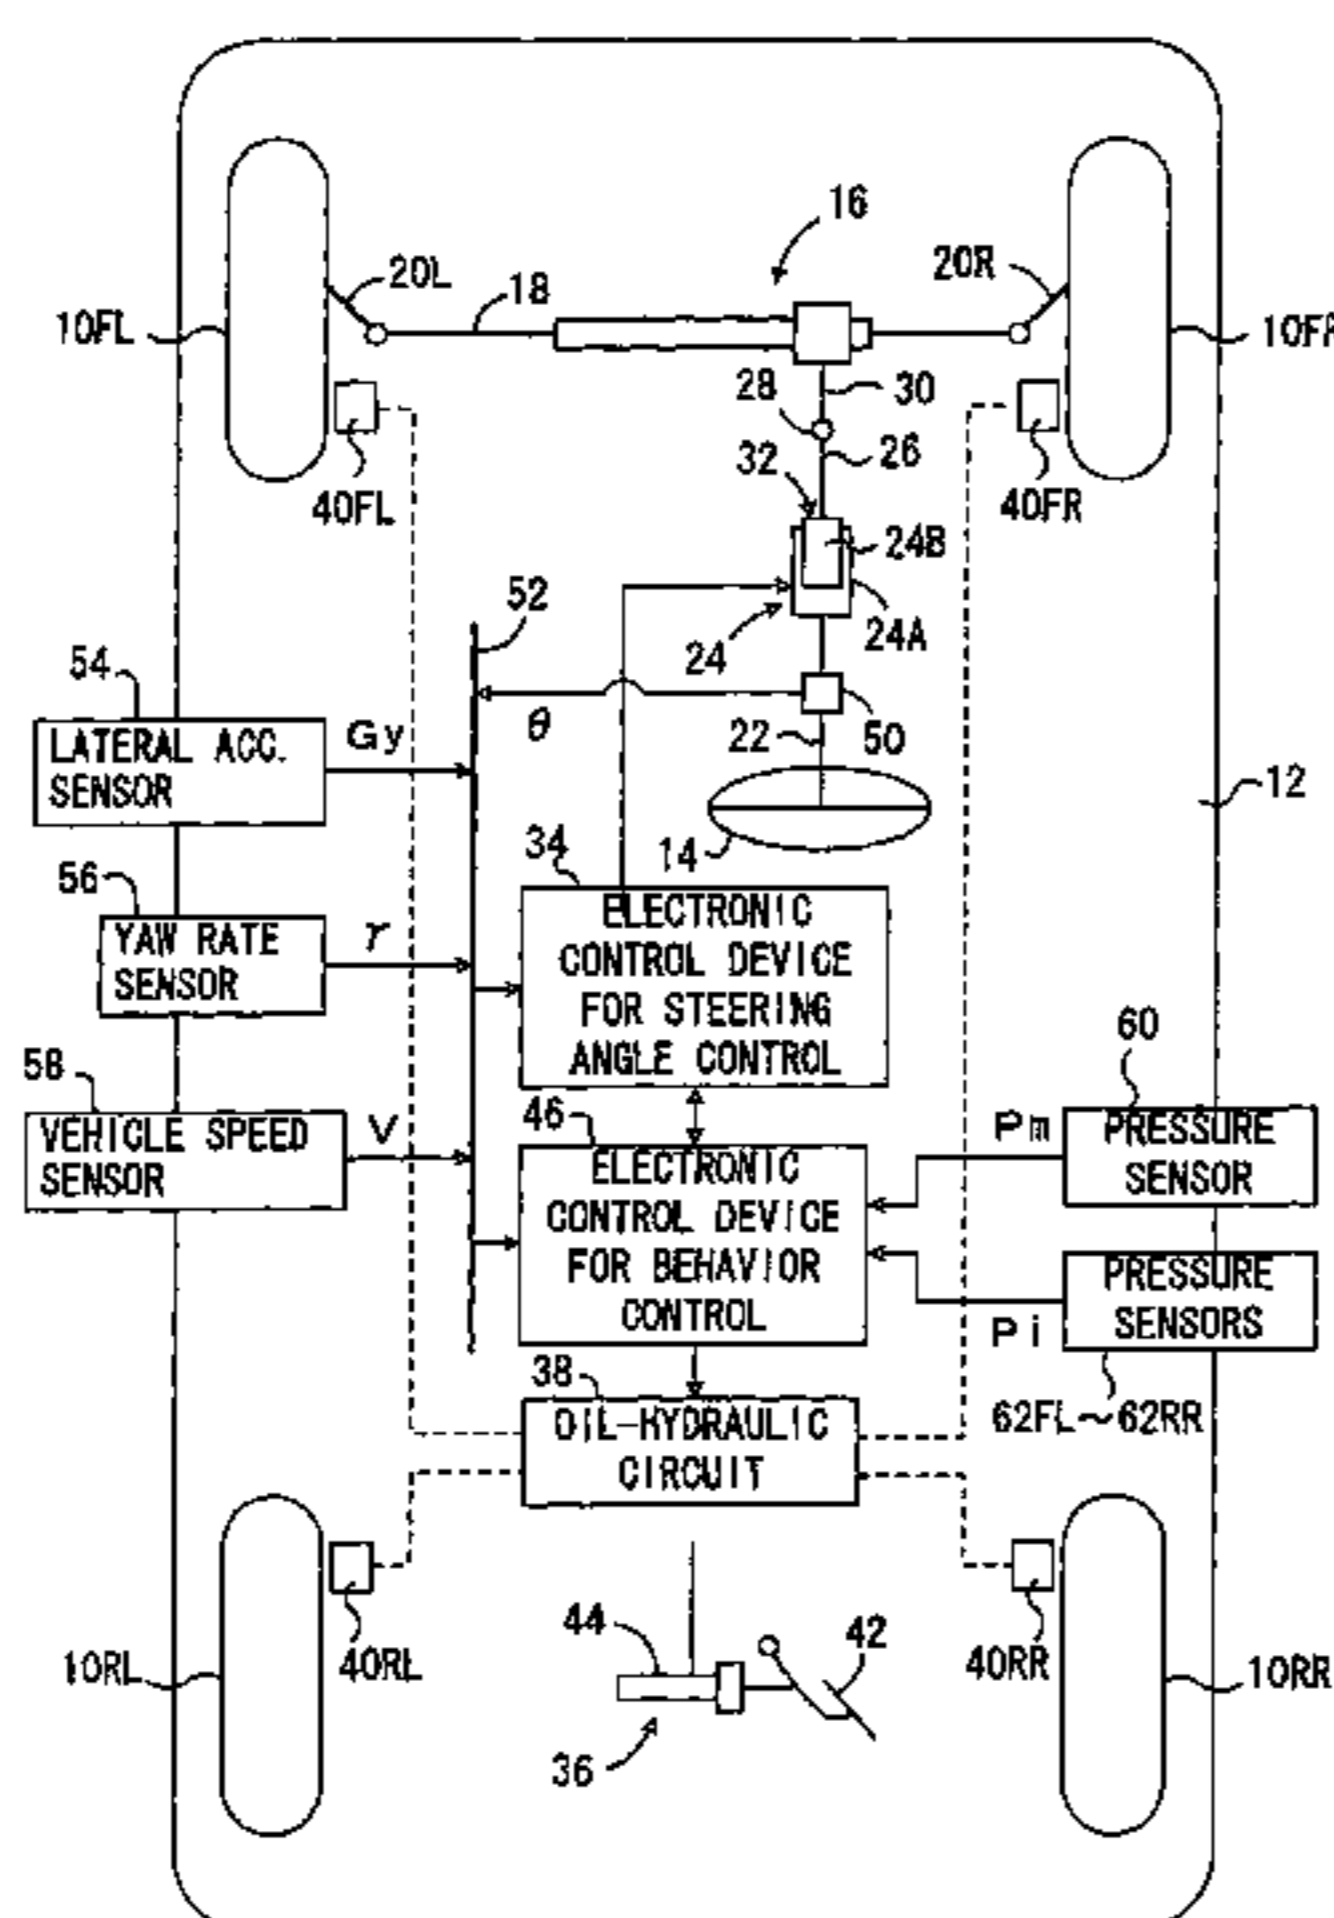 16
20L
18
20R
10FL
10FR
28
30
32
26
40FL
40FR
24B
52
24
24A
54
LATERAL ACC.
SENSOR
Gy
θ
22
50
12
56
34
14
YAW RATE
SENSOR
γ
ELECTRONIC
CONTROL DEVICE
FOR STEERING
ANGLE CONTROL
58
60
VEHICLE SPEED
SENSOR
V
46
Pm
PRESSURE
SENSOR
ELECTRONIC
CONTROL DEVICE
FOR BEHAVIOR
CONTROL
PRESSURE
SENSORS
Pi
38
62FL~62RR
OIL-HYDRAULIC
CIRCUIT
44
42
10RL
40RL
40RR
10RR
36